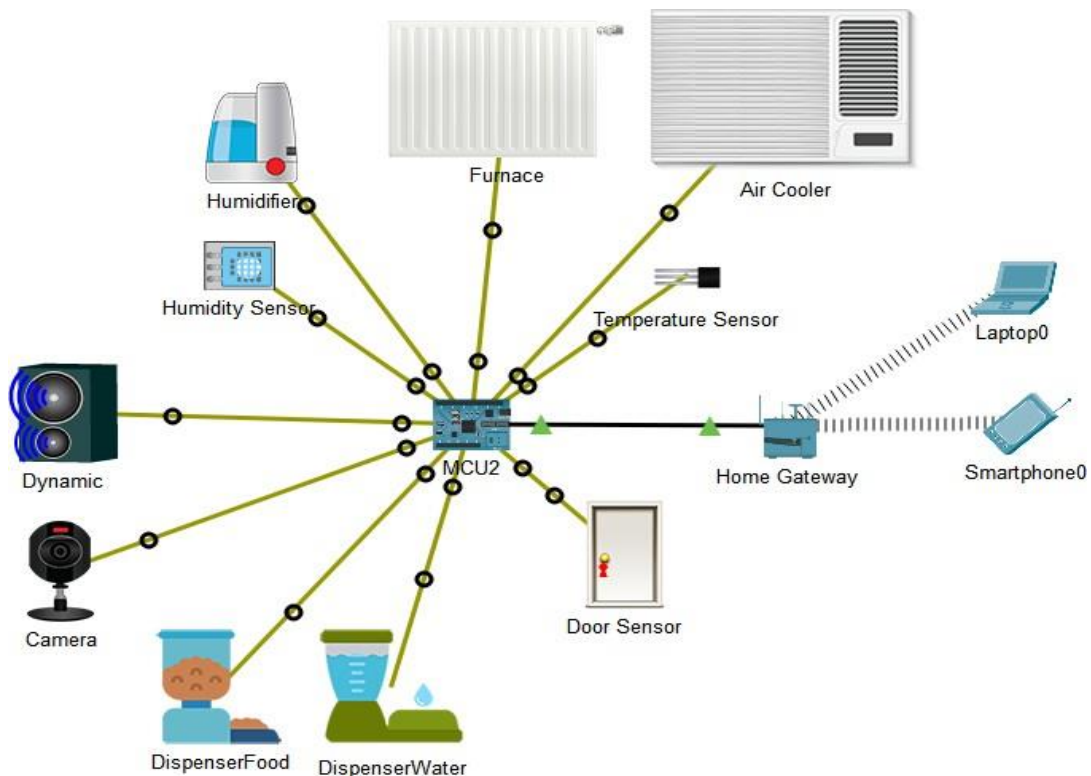 Furnace
Air Cooler
Humidifier
Humidity Sensor
Temperature Sensor
Laptop0
Dynamic
MCU2
Home Gateway
Smartphone0
Camera
Door Sensor
DispenserFood
DispenserWater